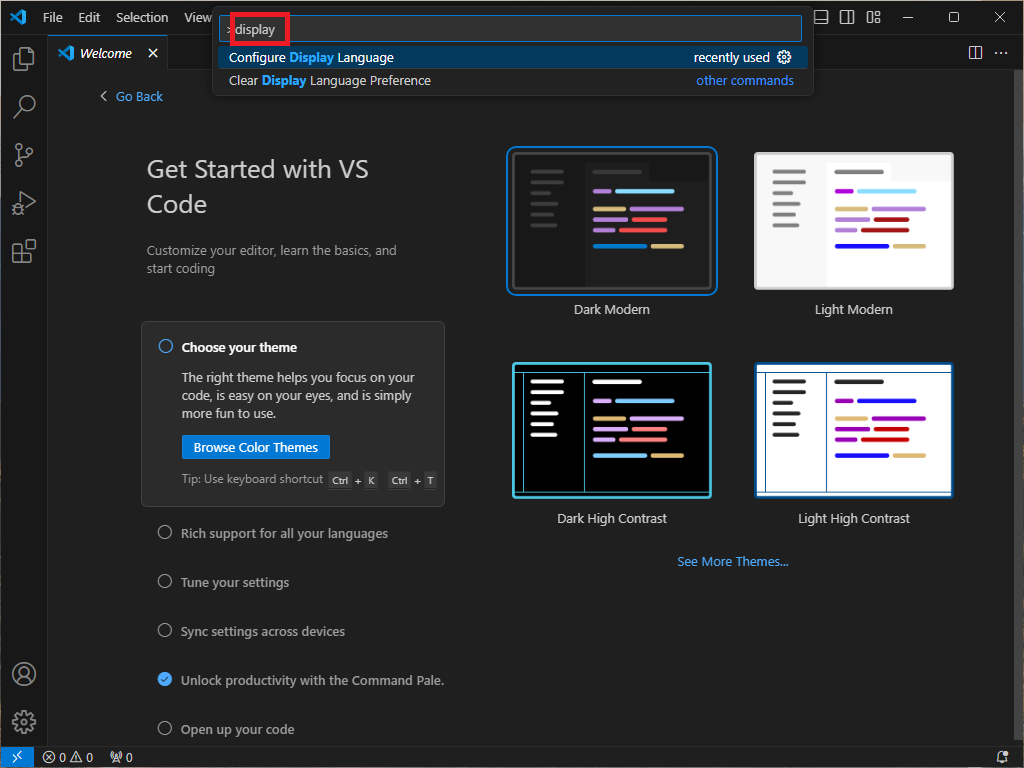 File Edit Selection View
>display
Configure Display Language recently used
Clear Display Language Preference other commands
Welcome
Go Back
Get Started with VS
Code
Customize your editor, learn the basics, and
start coding
Choose your theme
The right theme helps you focus on your
code, is easy on your eyes, and is simply
more fun to use.
Browse Color Themes
Tip: Use keyboard shortcut Ctrl + K Ctrl + T
Rich support for all your languages
Tune your settings
Sync settings across devices
Unlock productivity with the Command Pale.
Open up your code
Dark Modern
Light Modern
Dark High Contrast
Light High Contrast
See More Themes...
0 0 0